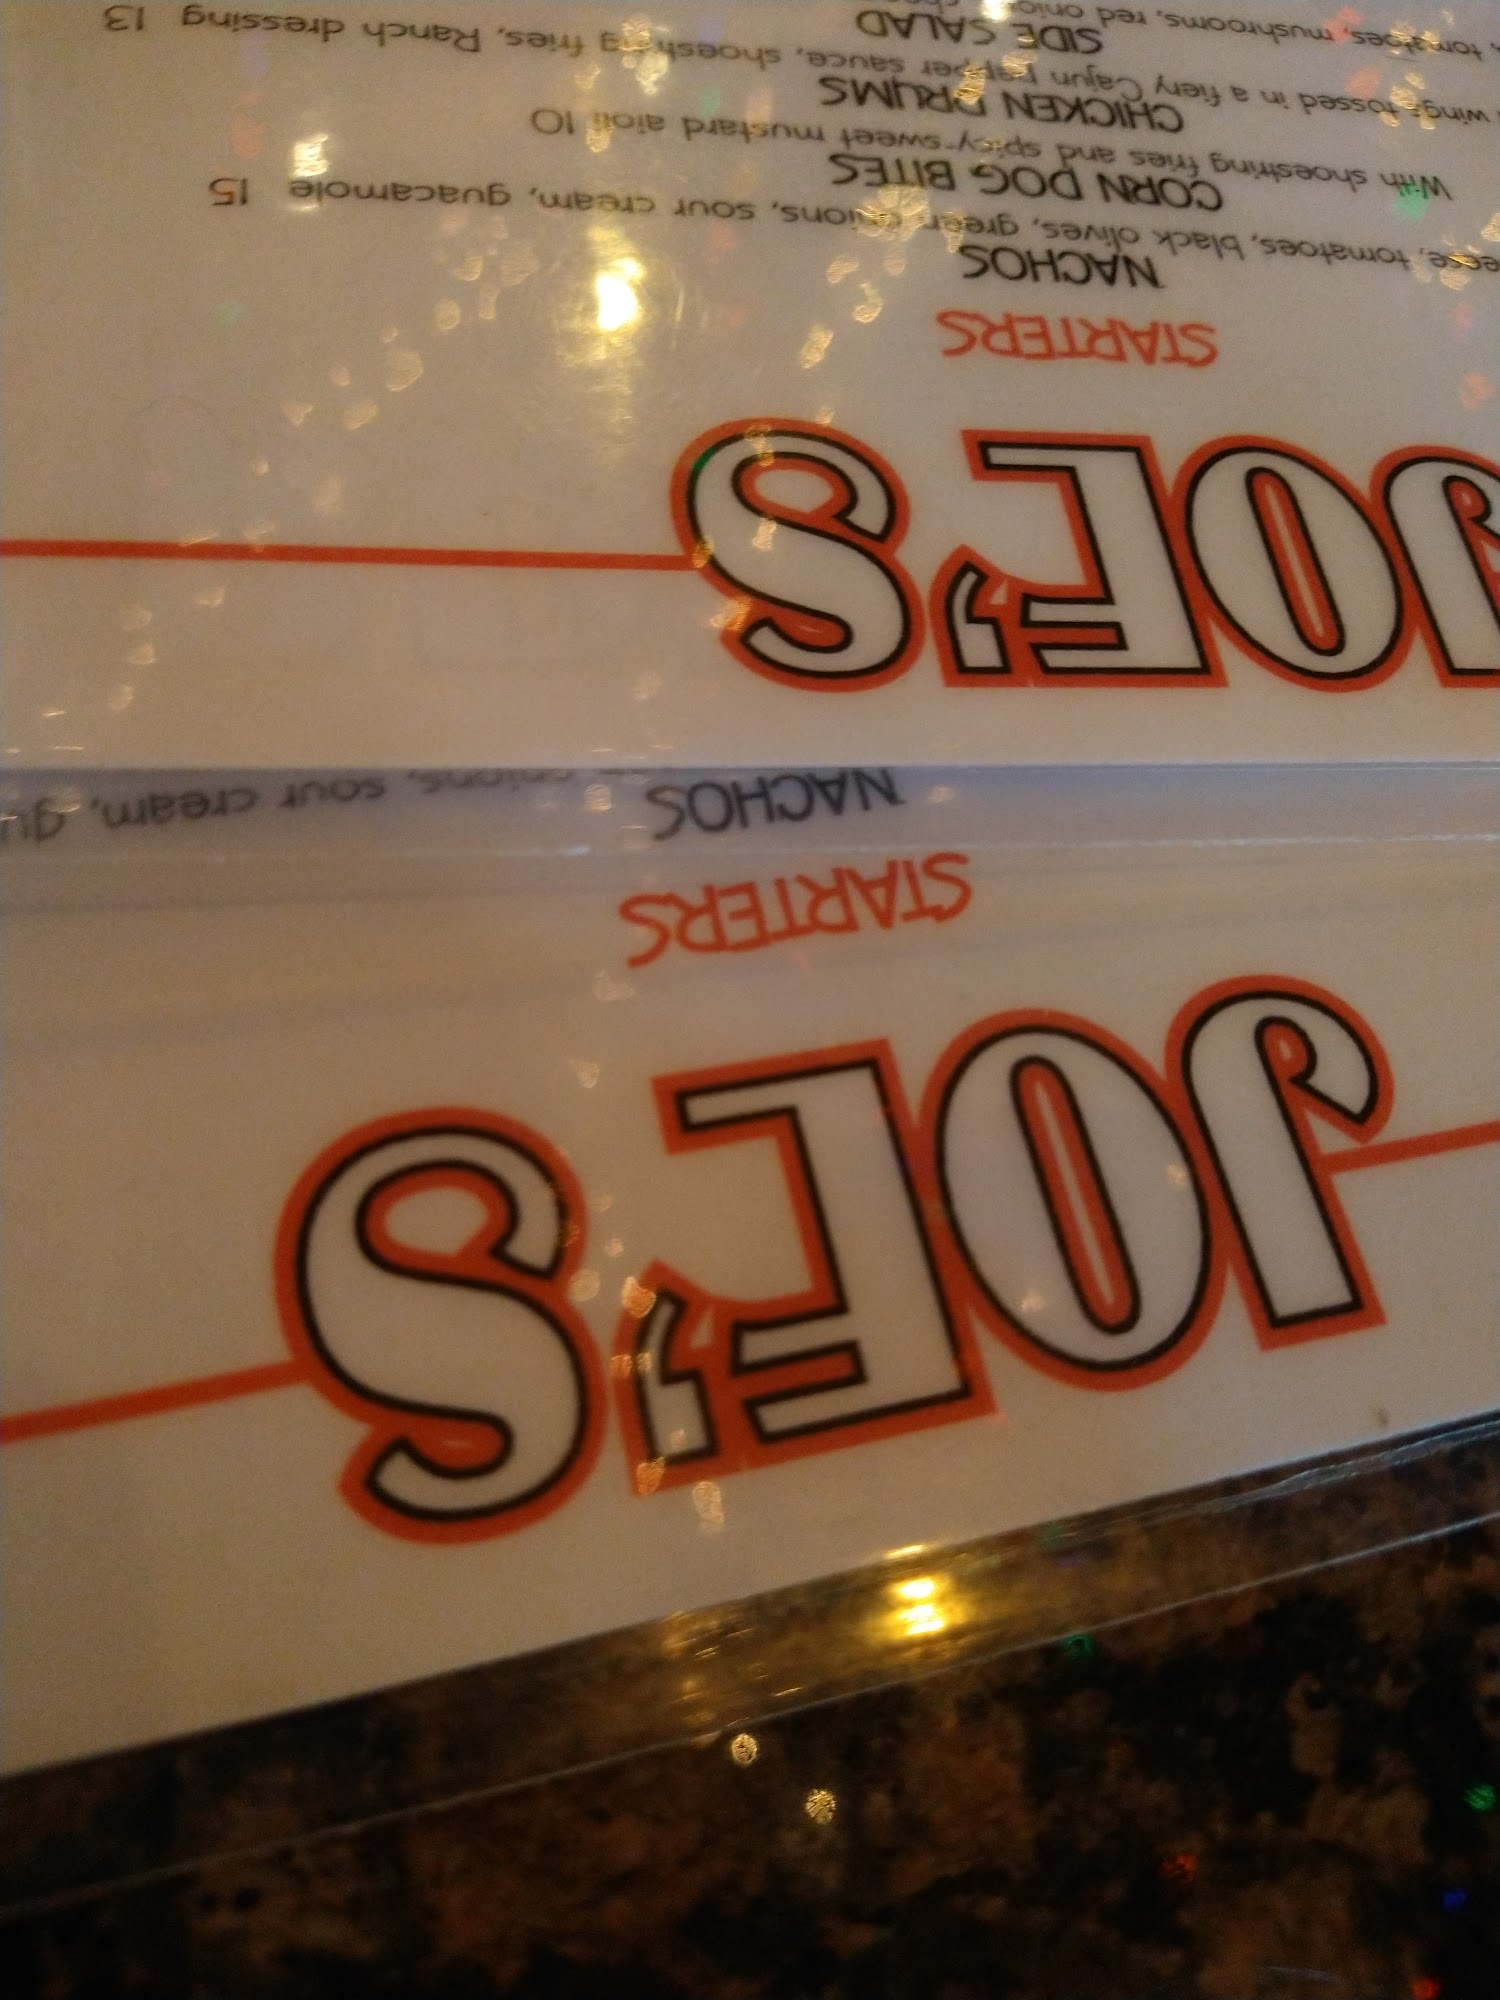 JOE'S
STARTERS
NACHOS
tomatoes, black olives, green onions, sour cream, guacamole 15
CORN DOG BITES
With shoestring fries and spicy-sweet mustard aioli 10
CHICKEN DRUMS
wings tossed in a fiery Cajun pepper sauce, shoestring fries, Ranch dressing 13
SIDE SALAD
tomatoes, mushrooms, red onion,
JOE'S
STARTERS
NACHOS
onions, sour cream,